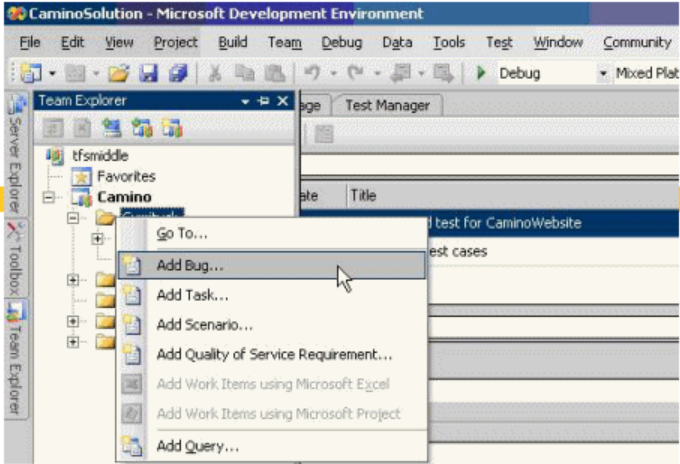 CaminoSolution - Microsoft Development Environment
File Edit View Project Build Team Debug Data Tools Test Window Community
Debug Mixed Plat
Team Explorer
age Test Manager
Server Explorer
Toolbox
Team Explorer
tfsmiddle
Favorites
Camino
ate Title
Go To...
d test for CaminoWebsite
est cases
Add Bug...
Add Task...
Add Scenario...
Add Quality of Service Requirement...
Add Work Items using Microsoft Excel
Add Work Items using Microsoft Project
Add Query...